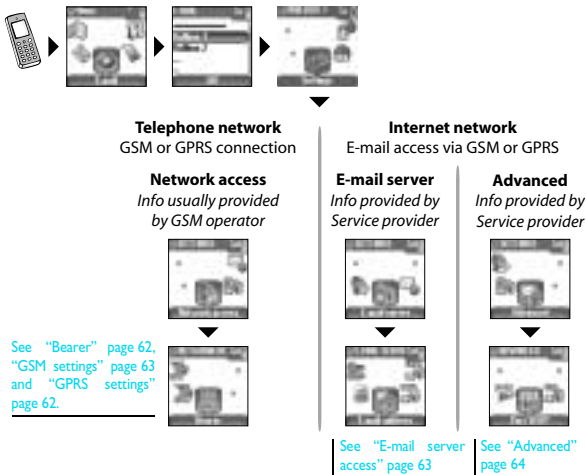 Telephone network
GSM or GPRS connection
Internet network
E-mail access via GSM or GPRS
Network access
Info usually provided
by GSM operator
E-mail server
Info provided by
Service provider
Advanced
Info provided by
Service provider
See "Bearer" page 62,
"GSM settings" page 63
and "GPRS settings"
page 62.
See "E-mail server
access" page 63
See "Advanced"
page 64